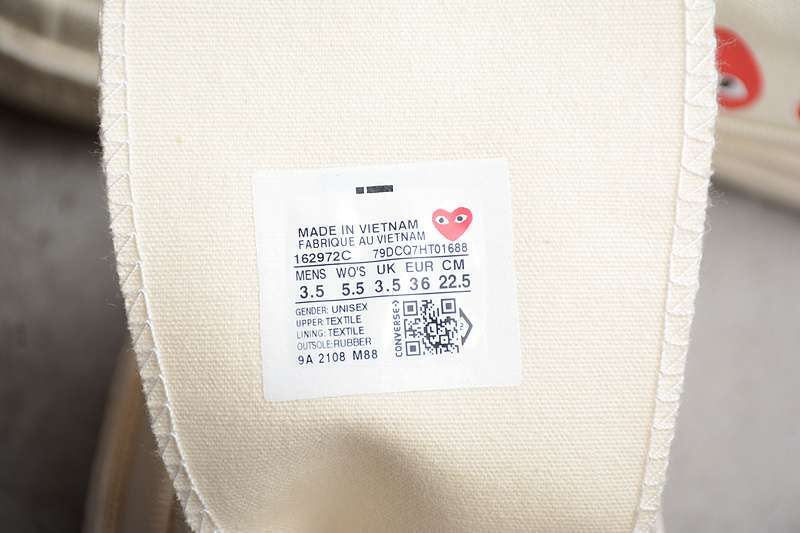 MADE IN VIETNAM
FABRIQUE AU VIETNAM
162972C 79DCQ7HT01688
MENS WO'S UK EUR CM
3.5 5.5 3.5 36 22.5
GENDER: UNISEX
UPPER: TEXTILE
LINING: TEXTILE
OUTSOLE:RUBBER
9A 2108 M88
CONVERSE